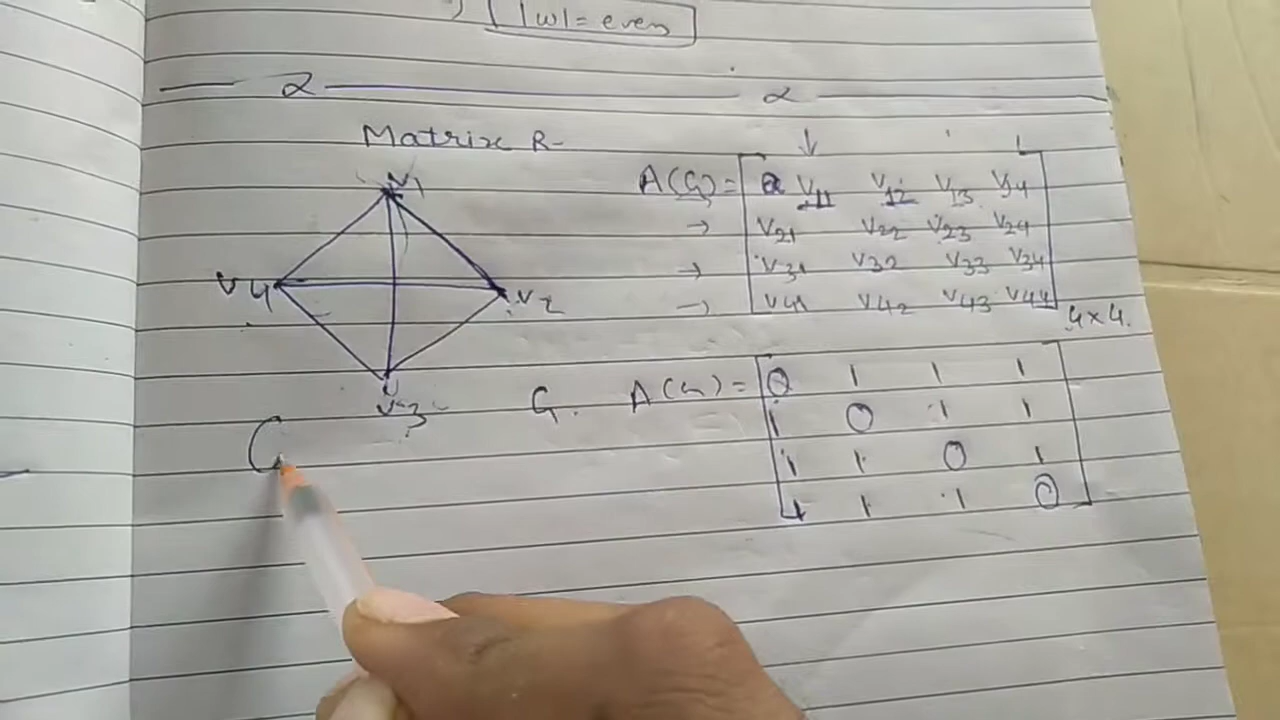 |w| = even
Matrix R-
V1
V4
V2
V3
G.
A(G) = V11 V12 V13 V14
→ V21 V22 V23 V24
→ V31 V32 V33 V34
→ V41 V42 V43 V44
4×4.
A(G) = 0 1 1 1
1 0 1 1
1 1 0 1
1 1 1 0